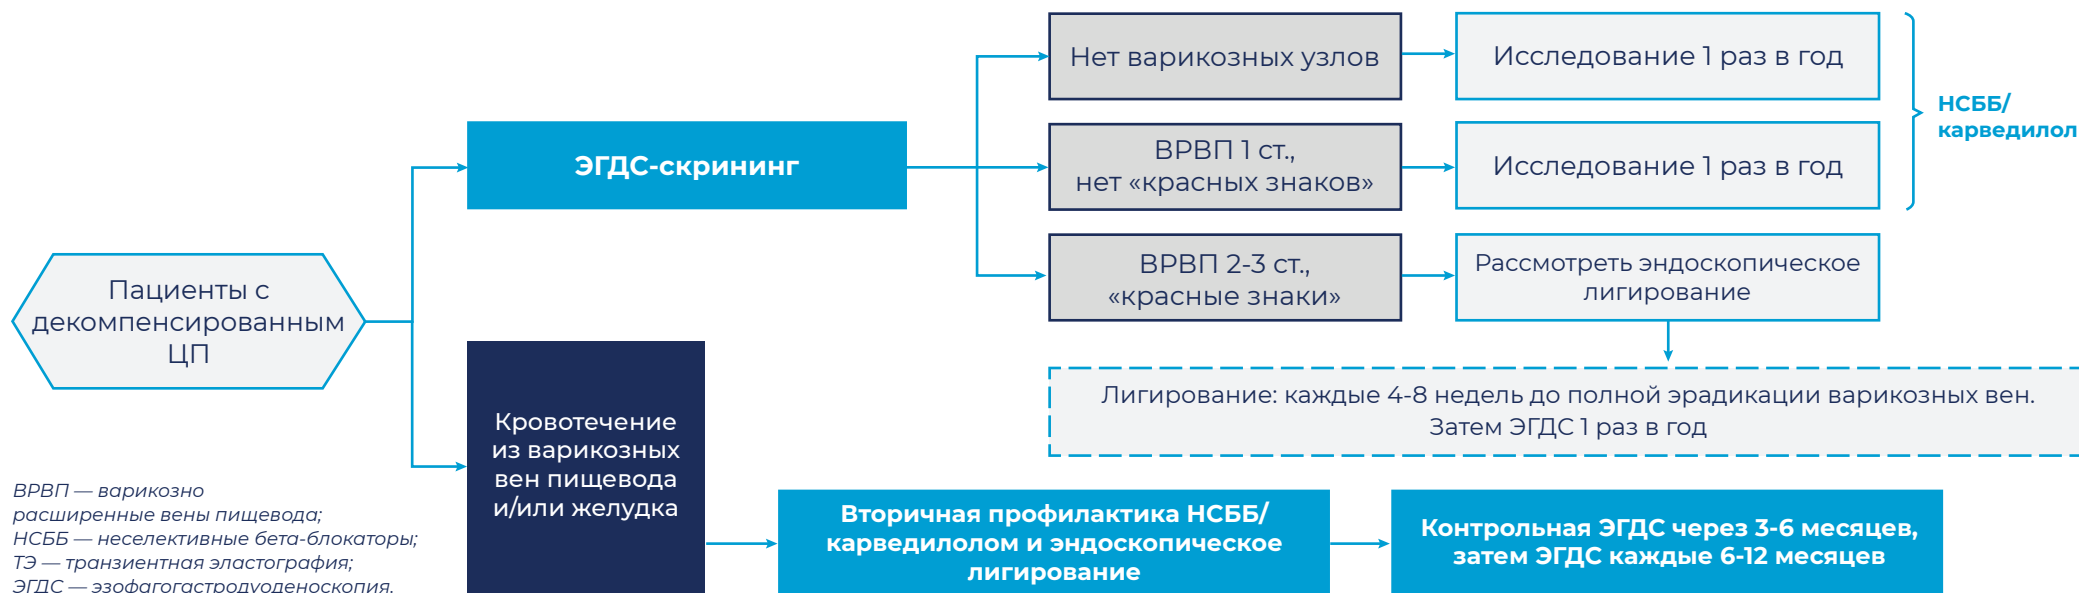 Пациенты с
декомпенсированным
ЦП
ЭГДС-скрининг
Нет варикозных узлов
Исследование 1 раз в год
ВРВП 1 ст.,
нет «красных знаков»
Исследование 1 раз в год
НСББ/
карведилол
ВРВП 2-3 ст.,
«красные знаки»
Рассмотреть эндоскопическое
лигирование
Лигирование: каждые 4-8 недель до полной эрадикации варикозных вен.
Затем ЭГДС 1 раз в год
Кровотечение
из варикозных
вен пищевода
и/или желудка
Вторичная профилактика НСББ/
карведилолом и эндоскопическое
лигирование
Контрольная ЭГДС через 3-6 месяцев,
затем ЭГДС каждые 6-12 месяцев
ВРВП — варикозно
расширенные вены пищевода;
НСББ — неселективные бета-блокаторы;
ТЭ — транзиентная эластография;
ЭГДС — эзофагогастродуоденоскопия.